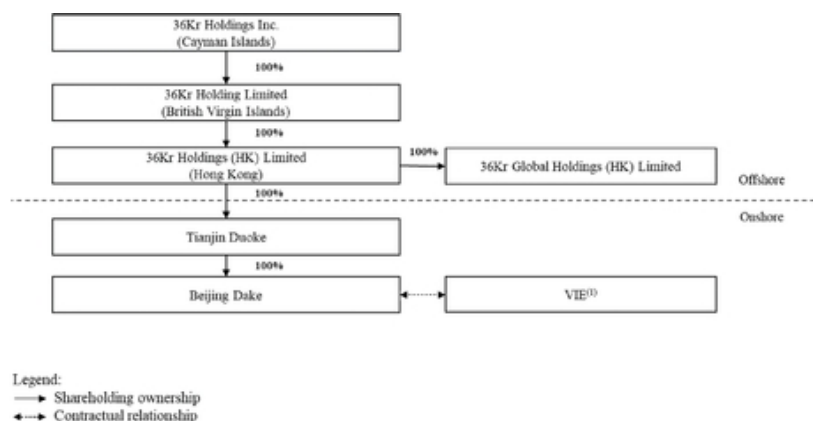 36Kr Holdings Inc.
(Cayman Islands)
100%
36Kr Holding Limited
(British Virgin Islands)
100%
36Kr Holdings (HK) Limited
(Hong Kong)
100%
36Kr Global Holdings (HK) Limited
Offshore
100%
Onshore
Tianjin Duoke
100%
Beijing Dake
VIE(1)
Legend:
Shareholding ownership
Contractual relationship